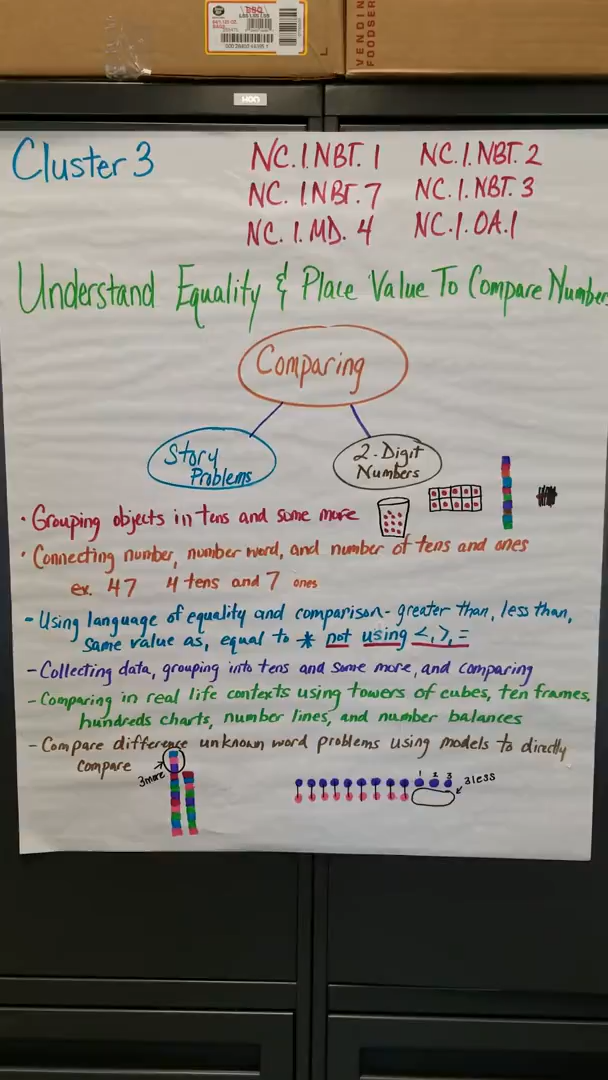 VENDIN
FOODSER
Cluster 3
NC.1.NBT.1 NC.1.NBT.2
NC.1.NBT.7 NC.1.NBT.3
NC.1.MD.4 NC.1.OA.1
Understand Equality & Place Value To Compare Numbers
Comparing
Story
Problems
2-Digit
Numbers
• Grouping objects in tens and some more
• Connecting number, number word, and number of tens and ones
ex. 47 4 tens and 7 ones
- Using language of equality and comparison- greater than, less than,
same value as, equal to * not using <, >, =
- Collecting data, grouping into tens and some more, and comparing
- Comparing in real life contexts using towers of cubes, ten frames,
hundreds charts, number lines, and number balances
- Compare difference unknown word problems using models to directly
compare
3more
1 2 3
3less